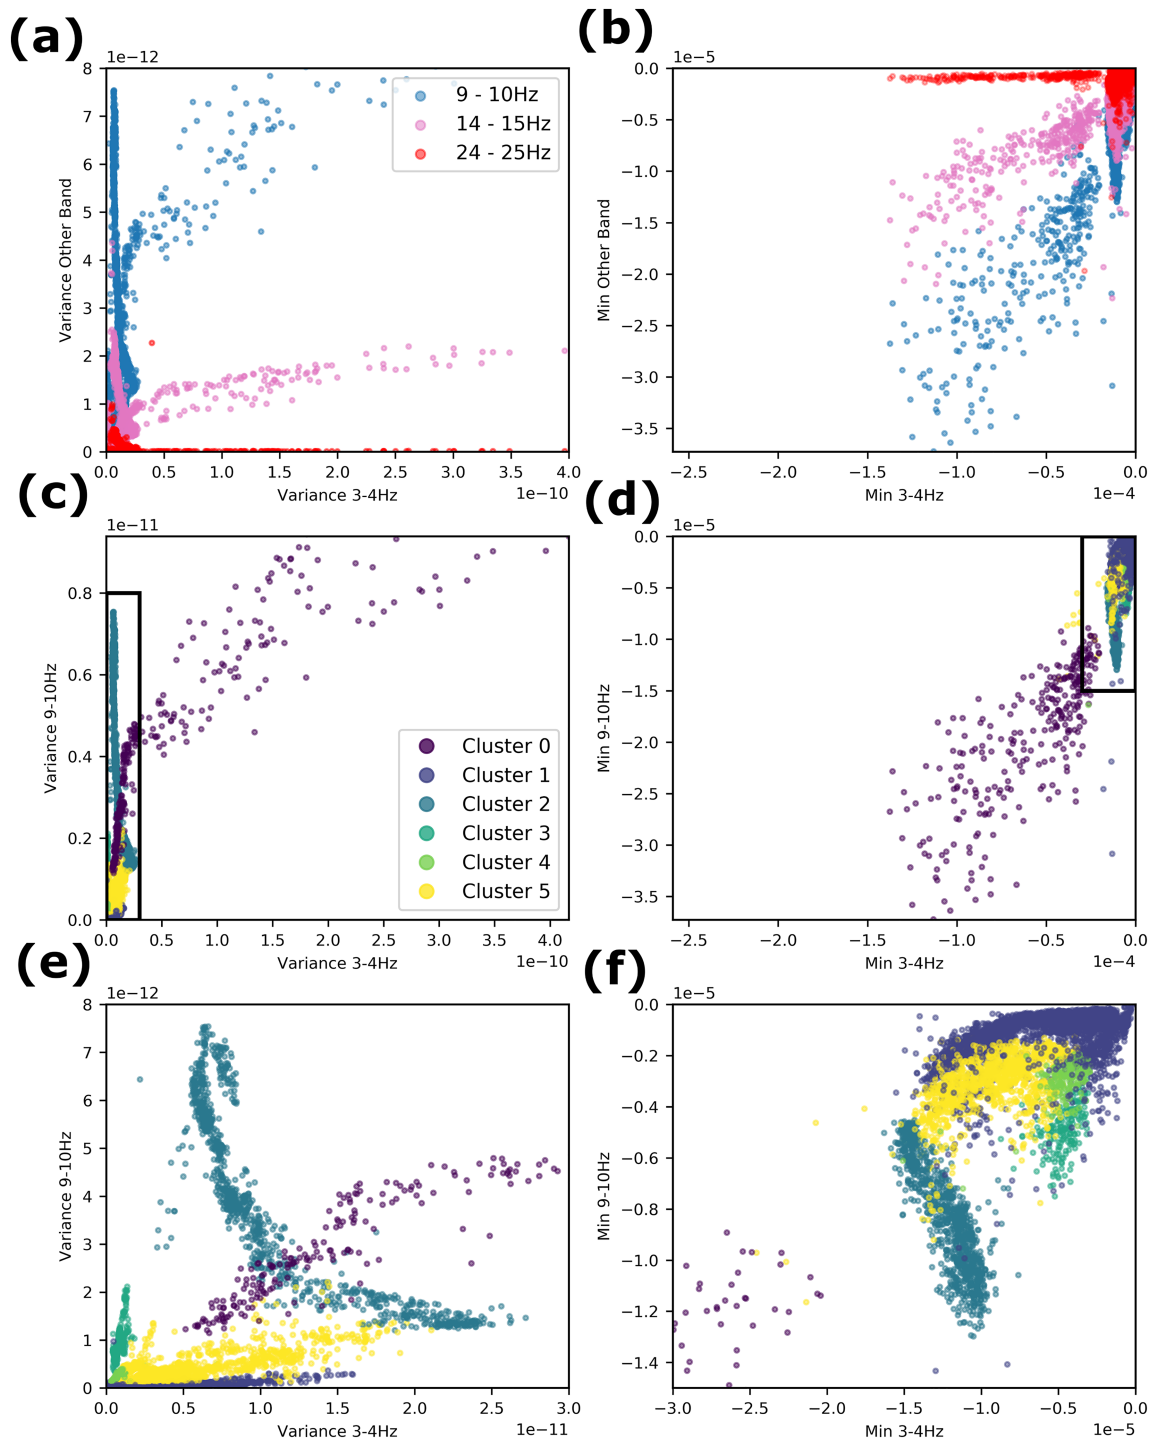 (a)
1e−12
8
7
6
5
4
3
2
1
0
Variance Other Band
9 - 10Hz
14 - 15Hz
24 - 25Hz
0.0 0.5 1.0 1.5 2.0 2.5 3.0 3.5 4.0
Variance 3-4Hz
1e−10
(b)
1e−5
0.0
−0.5
−1.0
−1.5
−2.0
−2.5
−3.0
−3.5
Min Other Band
−2.5 −2.0 −1.5 −1.0 −0.5 0.0
Min 3-4Hz
1e−4
(c)
1e−11
0.8
0.6
0.4
0.2
0.0
Variance 9-10Hz
Cluster 0
Cluster 1
Cluster 2
Cluster 3
Cluster 4
Cluster 5
0.0 0.5 1.0 1.5 2.0 2.5 3.0 3.5 4.0
Variance 3-4Hz
1e−10
(d)
1e−5
0.0
−0.5
−1.0
−1.5
−2.0
−2.5
−3.0
−3.5
Min 9-10Hz
−2.5 −2.0 −1.5 −1.0 −0.5 0.0
Min 3-4Hz
1e−4
(e)
1e−12
8
7
6
5
4
3
2
1
0
Variance 9-10Hz
0.0 0.5 1.0 1.5 2.0 2.5 3.0
Variance 3-4Hz
1e−11
(f)
1e−5
0.0
−0.2
−0.4
−0.6
−0.8
−1.0
−1.2
−1.4
Min 9-10Hz
−3.0 −2.5 −2.0 −1.5 −1.0 −0.5 0.0
Min 3-4Hz
1e−5